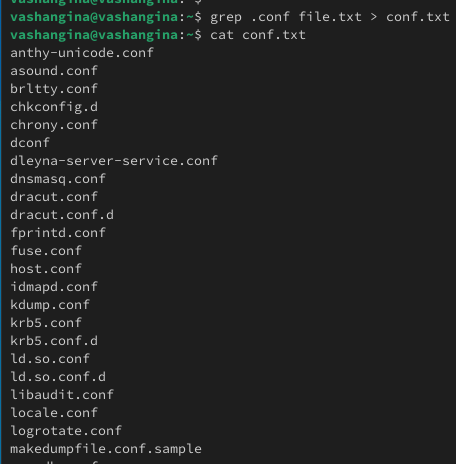 vashangina@vashangina:~$ grep .conf file.txt > conf.txt
vashangina@vashangina:~$ cat conf.txt
anthy-unicode.conf
asound.conf
brltty.conf
chkconfig.d
chrony.conf
dconf
dleyna-server-service.conf
dnsmasq.conf
dracut.conf
dracut.conf.d
fprintd.conf
fuse.conf
host.conf
idmapd.conf
kdump.conf
krb5.conf
krb5.conf.d
ld.so.conf
ld.so.conf.d
libaudit.conf
locale.conf
logrotate.conf
makedumpfile.conf.sample